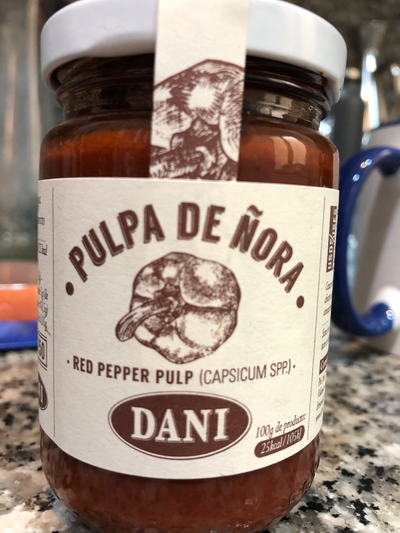 PULPA DE ÑORA
RED PEPPER PULP (CAPSICUM SPP.)
DANI
100g de producto:
25kcal/105kJ